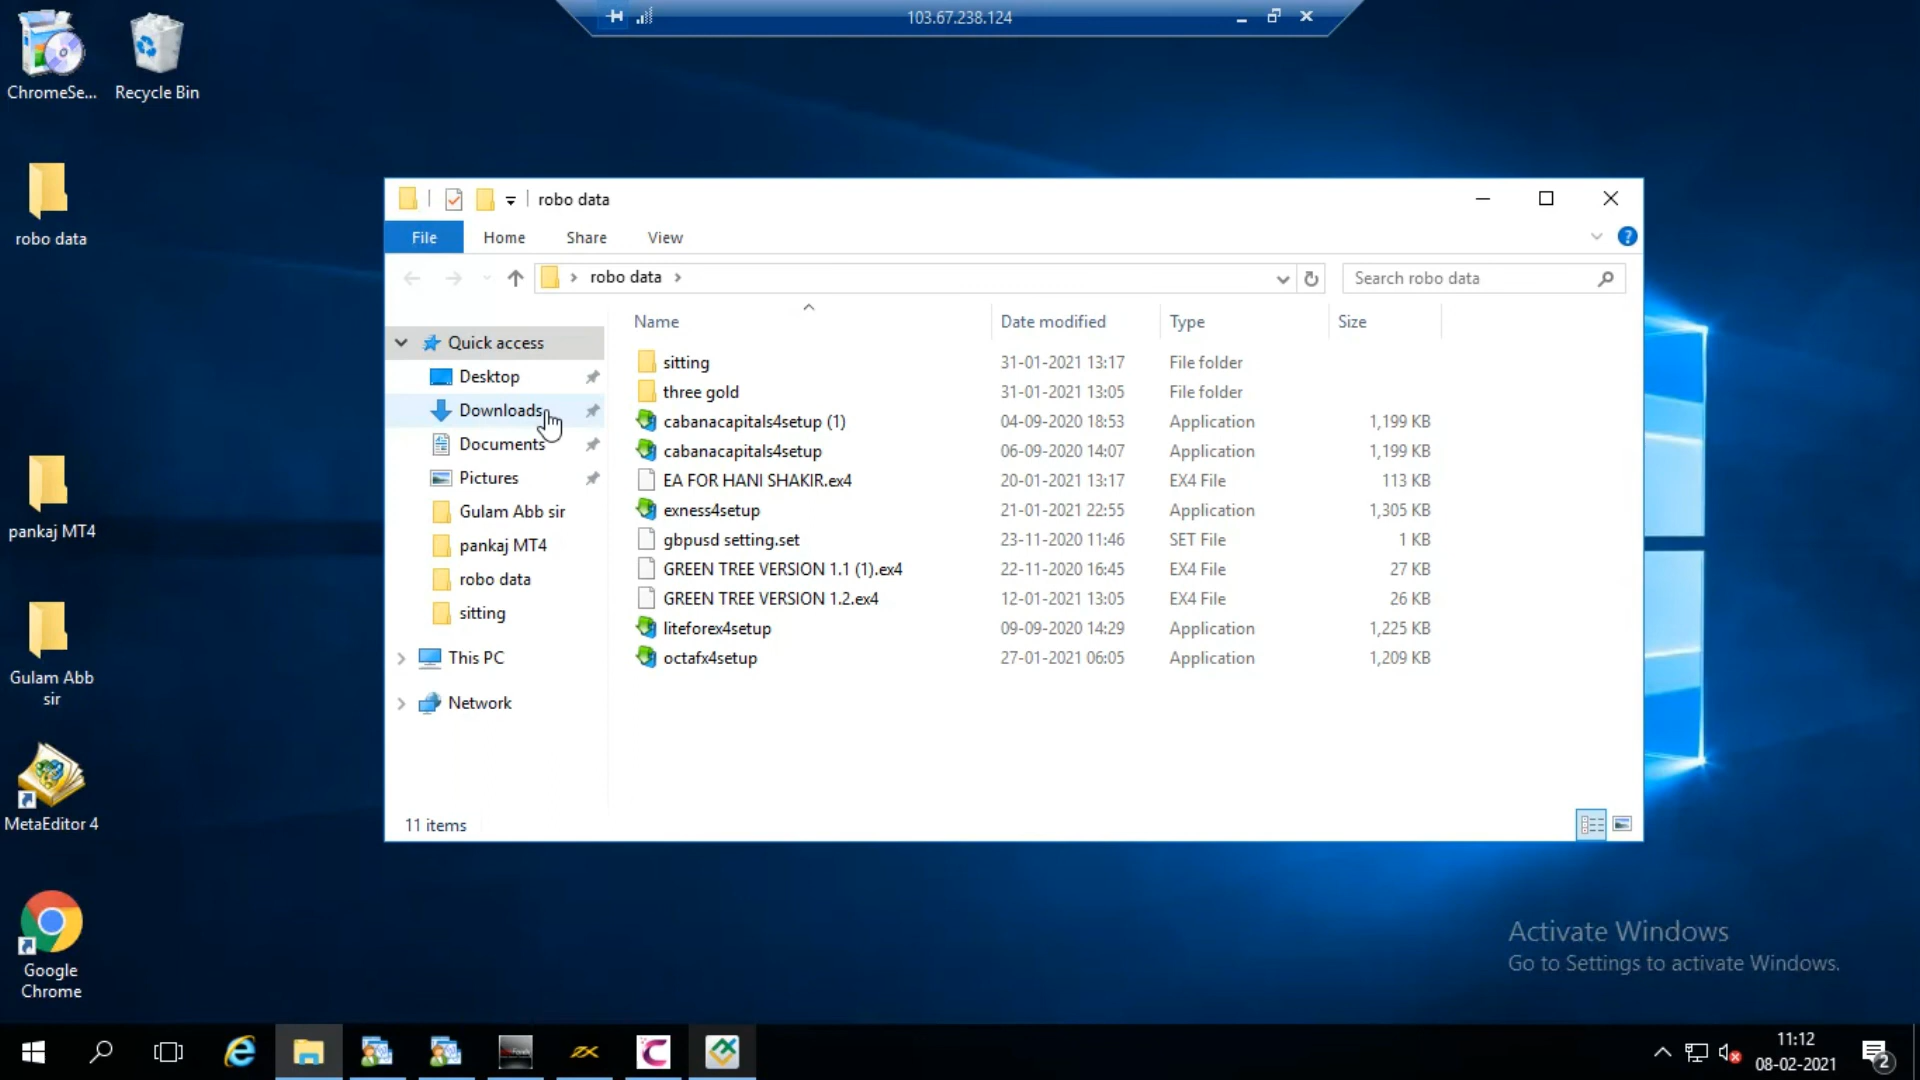 103.67.238.124
ChromeSe...
Recycle Bin
robo data
pankaj MT4
Gulam Abb
sir
MetaEditor 4
Google
Chrome
robo data
File
Home
Share
View
robo data
Search robo data
Name
Date modified
Type
Size
Quick access
Desktop
Downloads
Documents
Pictures
Gulam Abb sir
pankaj MT4
robo data
sitting
This PC
Network
sitting 31-01-2021 13:17 File folder
three gold 31-01-2021 13:05 File folder
cabanacapitals4setup (1) 04-09-2020 18:53 Application 1,199 KB
cabanacapitals4setup 06-09-2020 14:07 Application 1,199 KB
EA FOR HANI SHAKIR.ex4 20-01-2021 13:17 EX4 File 113 KB
exness4setup 21-01-2021 22:55 Application 1,305 KB
gbpusd setting.set 23-11-2020 11:46 SET File 1 KB
GREEN TREE VERSION 1.1 (1).ex4 22-11-2020 16:45 EX4 File 27 KB
GREEN TREE VERSION 1.2.ex4 12-01-2021 13:05 EX4 File 26 KB
liteforex4setup 09-09-2020 14:29 Application 1,225 KB
octafx4setup 27-01-2021 06:05 Application 1,209 KB
11 items
Activate Windows
Go to Settings to activate Windows.
11:12
08-02-2021
2